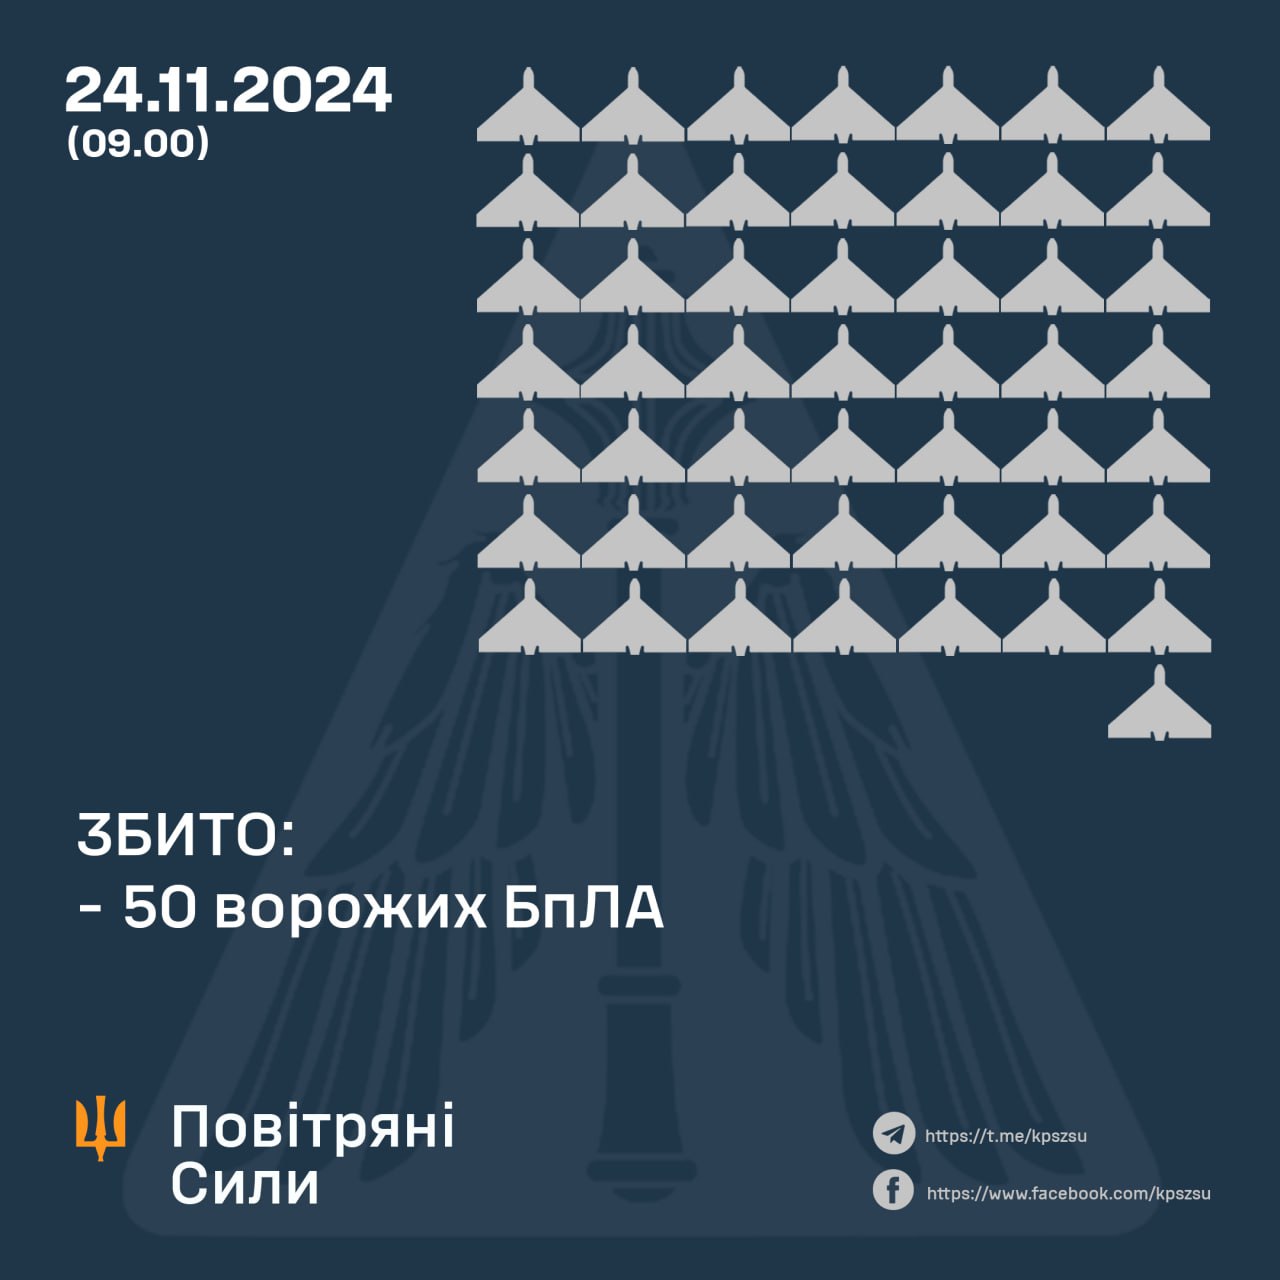 24.11.2024
(09.00)
ЗБИТО:
- 50 ворожих БпЛА
Повітряні
Сили
https://t.me/kpszsu
https://www.facebook.com/kpszsu